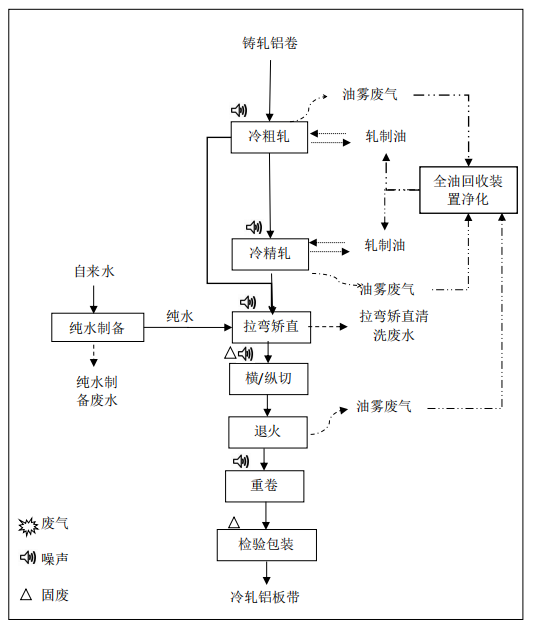 铸轧铝卷
油雾废气
冷粗轧
轧制油
全油回收装
置净化
冷精轧
轧制油
自来水
油雾废气
纯水制备
纯水
拉弯矫直
拉弯矫直清
洗废水
纯水制
备废水
横/纵切
油雾废气
退火
重卷
废气
检验包装
噪声
固废
冷轧铝板带